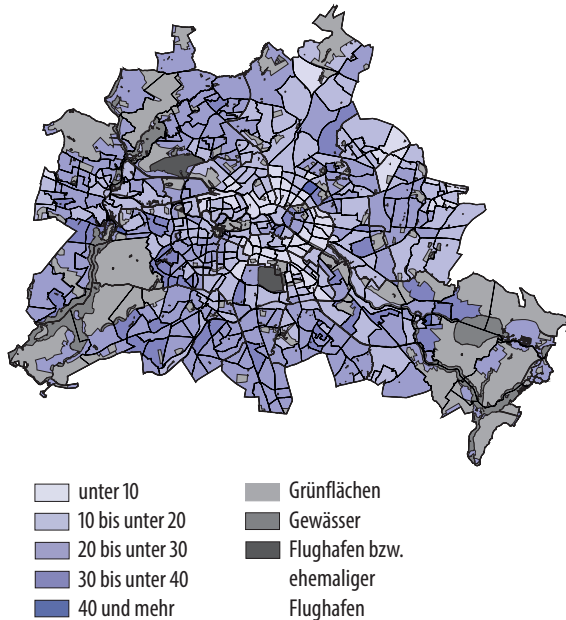 unter 10
10 bis unter 20
20 bis unter 30
30 bis unter 40
40 und mehr
Grünflächen
Gewässer
Flughafen bzw.
ehemaliger
Flughafen